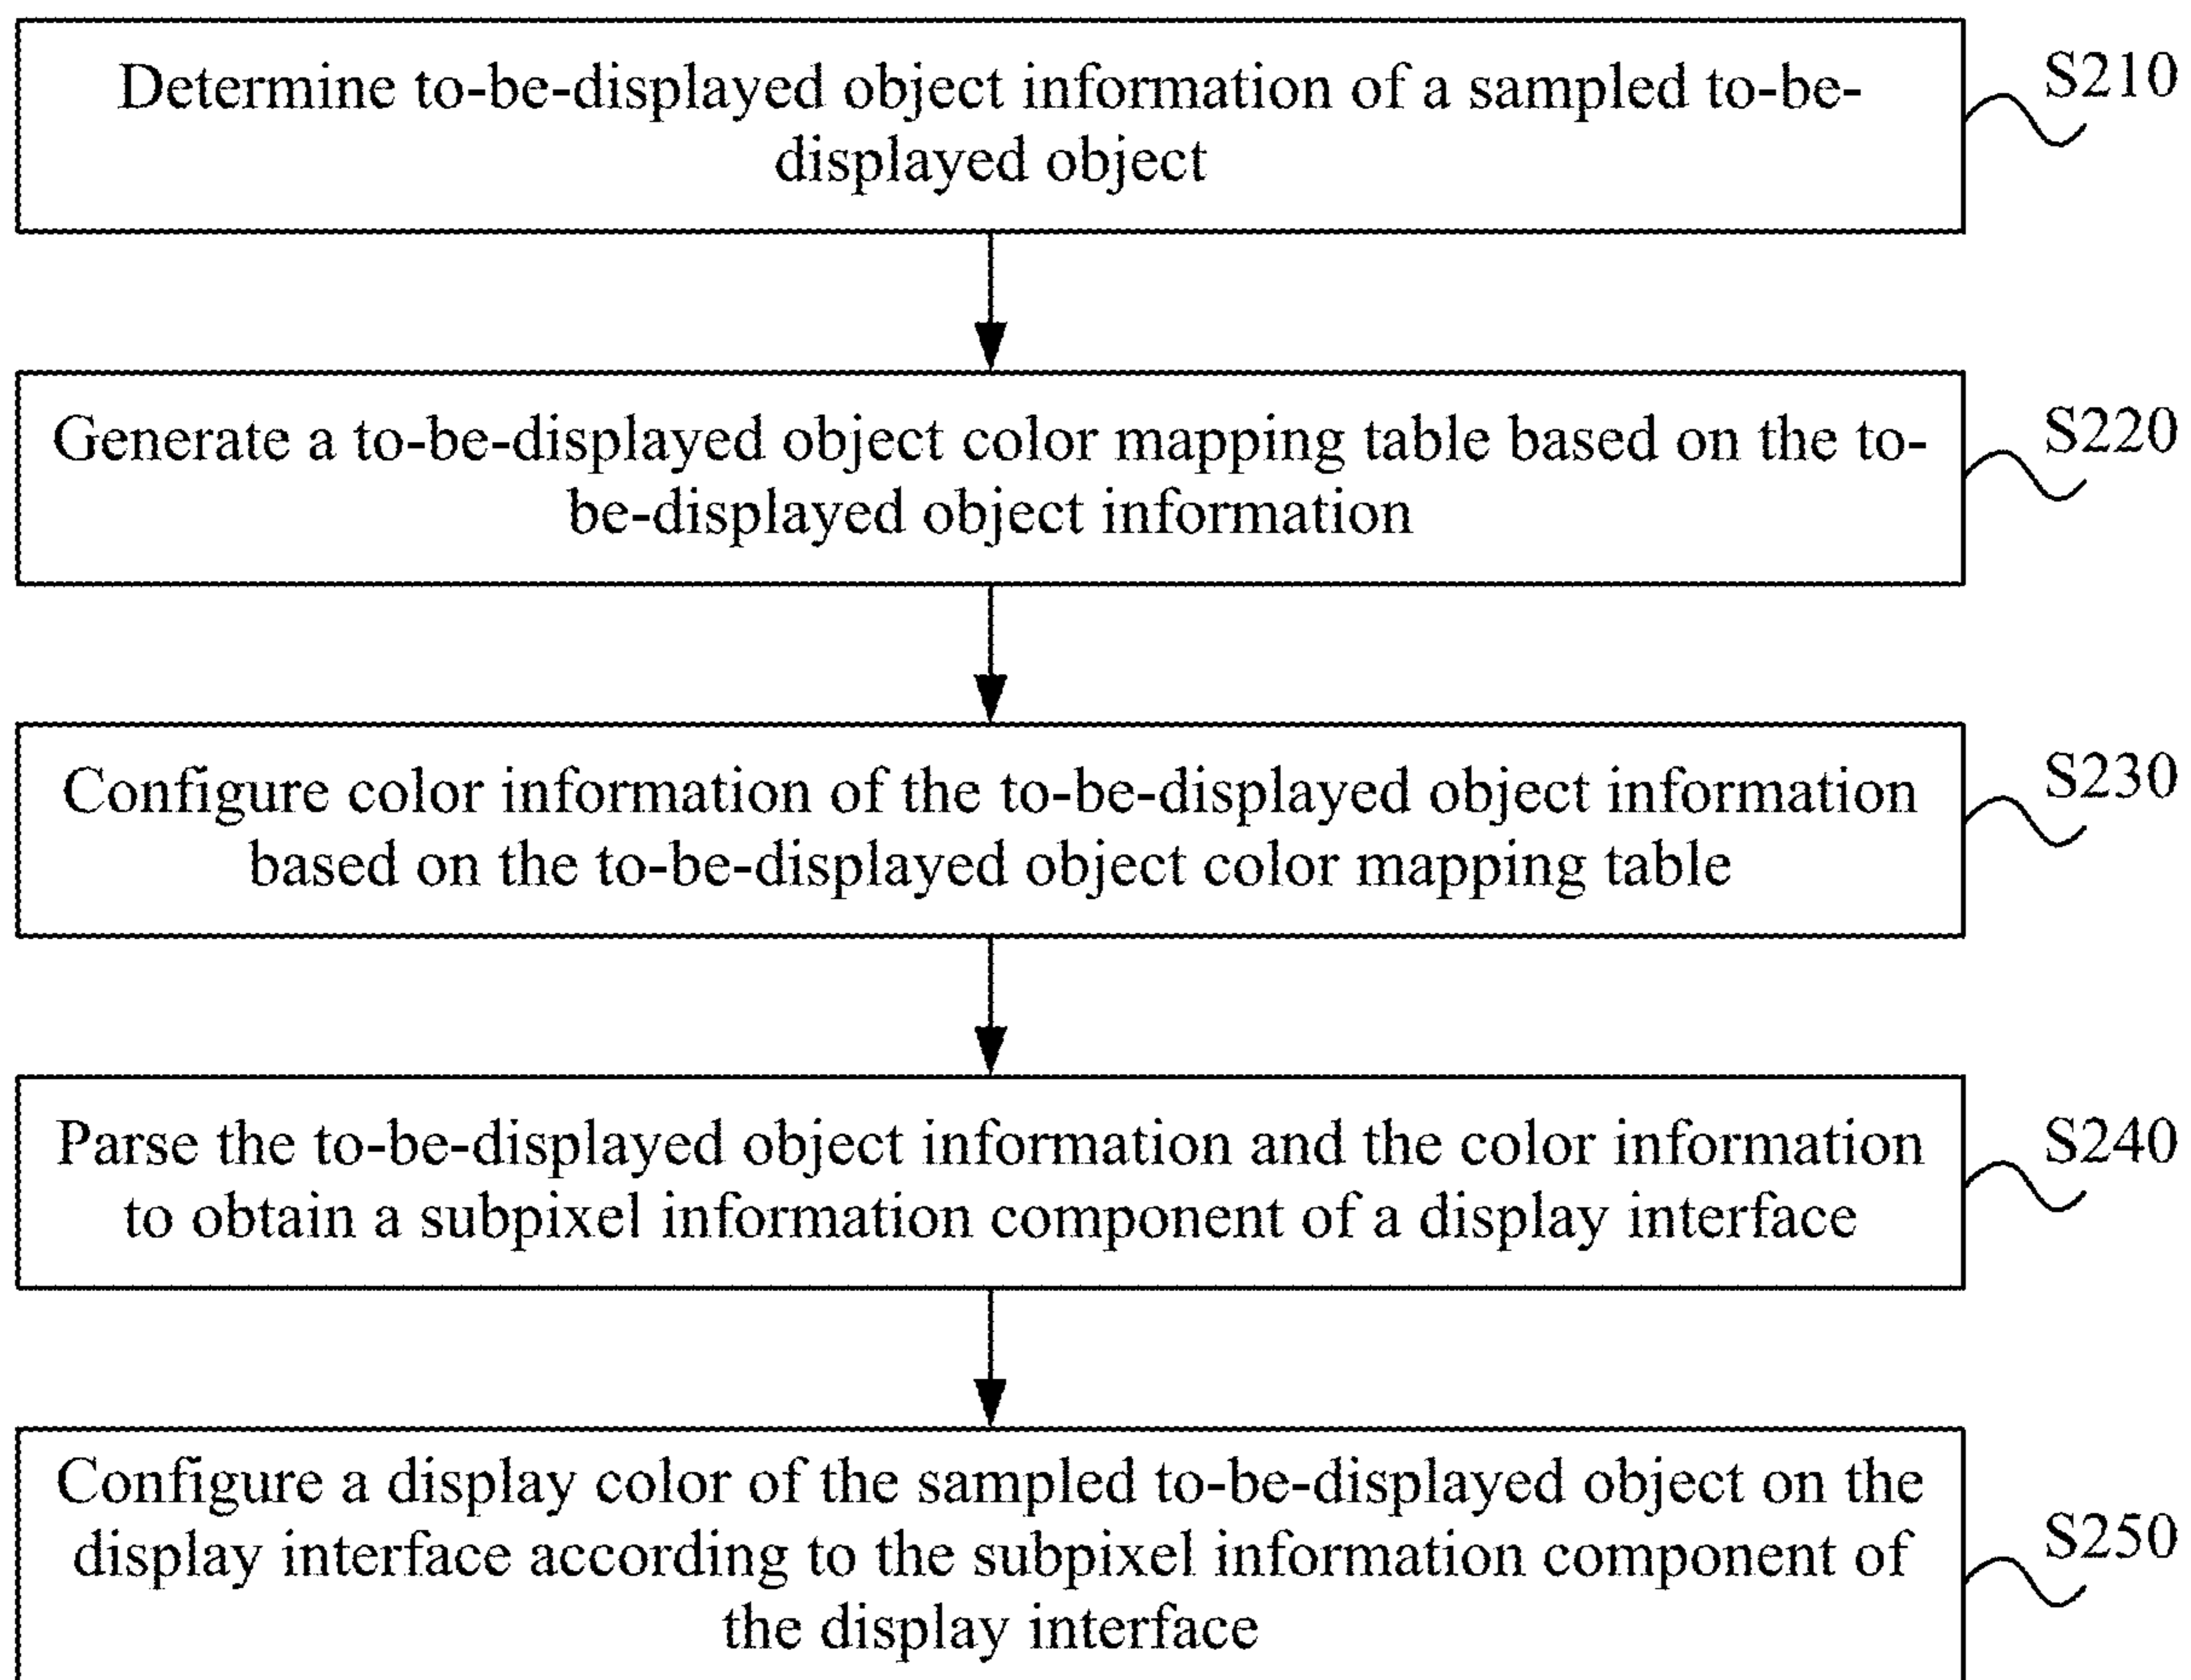 Determine to-be-displayed object information of a sampled to-be-
displayed object
S210
Generate a to-be-displayed object color mapping table based on the to-
be-displayed object information
S220
Configure color information of the to-be-displayed object information
based on the to-be-displayed object color mapping table
S230
Parse the to-be-displayed object information and the color information
to obtain a subpixel information component of a display interface
S240
Configure a display color of the sampled to-be-displayed object on the
display interface according to the subpixel information component of
the display interface
S250